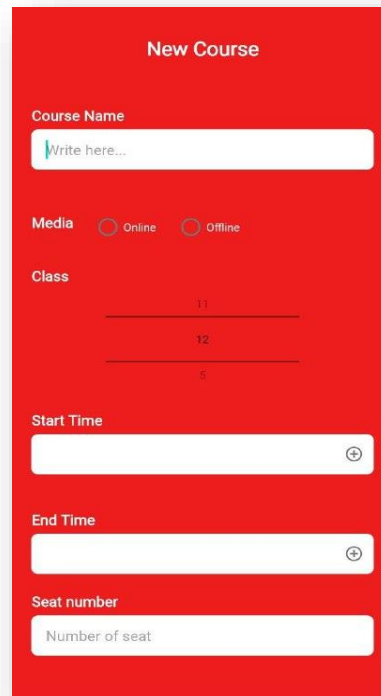 New Course
Course Name
Write here...
Media Online Offline
Class
11
12
5
Start Time
End Time
Seat number
Number of seat